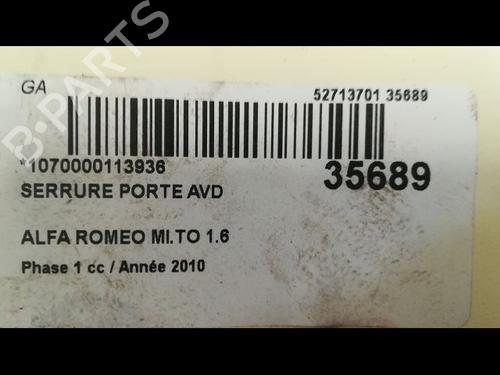 GA
52713701 35689
*1070000113936
35689
SERRURE PORTE AVD
ALFA ROMEO MI.TO 1.6
Phase 1 cc / Année 2010
B-PARTS